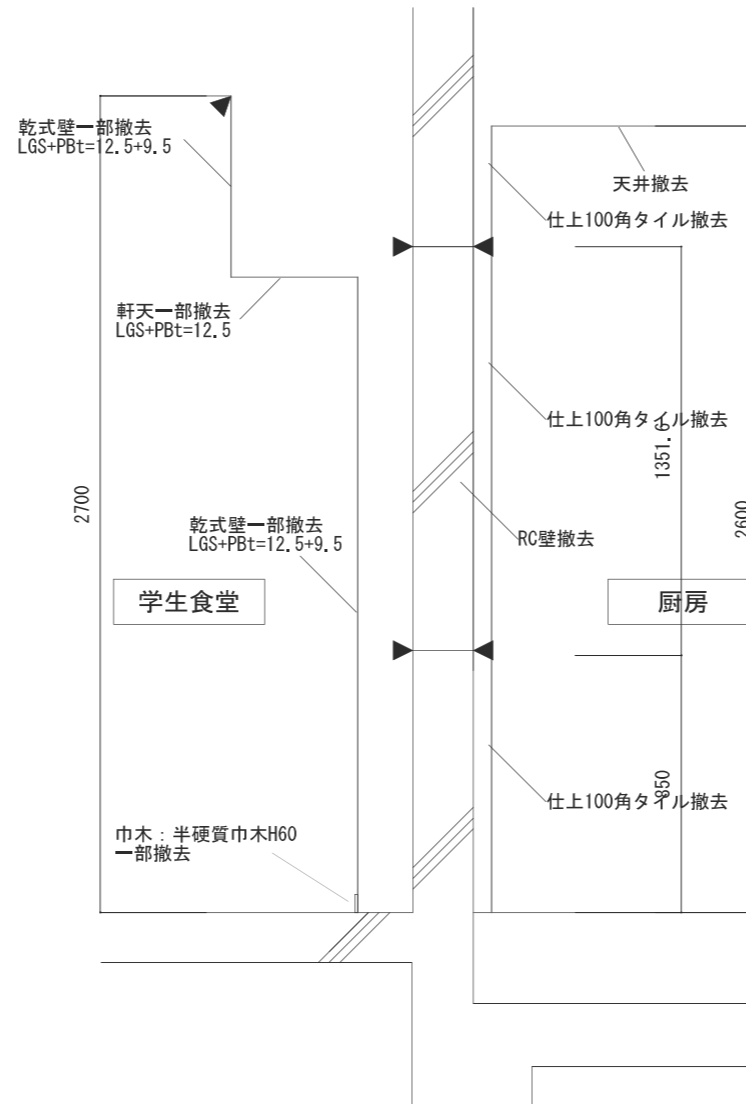 乾式壁一部撤去
LGS+PBt=12.5+9.5
天井撤去
仕上100角タイル撤去
軒天一部撤去
LGS+PBt=12.5
仕上100角タイル撤去
1351.6
2700
2600
乾式壁一部撤去
LGS+PBt=12.5+9.5
RC壁撤去
学生食堂
厨房
850
仕上100角タイル撤去
巾木：半硬質巾木H60
一部撤去